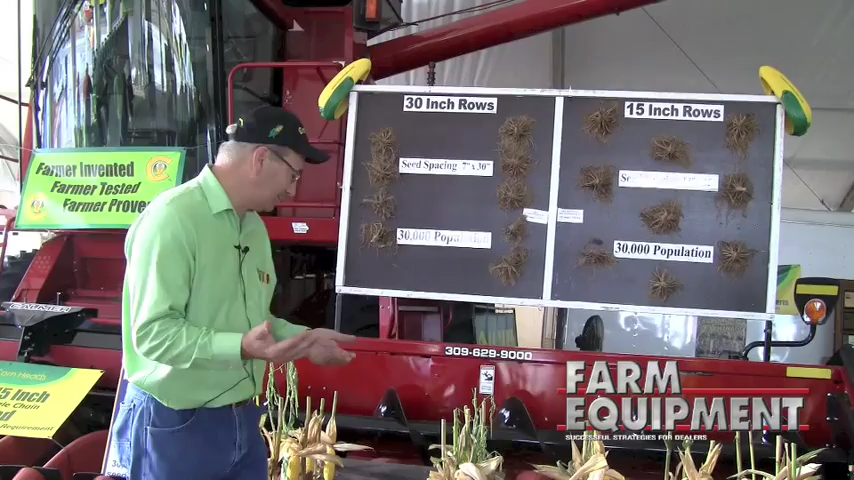 30 Inch Rows
Seed Spacing 7"x30"
30,000 Population
15 Inch Rows
30,000 Population
Farmer Invented
Farmer Tested
Farmer Proven
15 Inch
309-629-9000
FARM
EQUIPMENT
SUCCESSFUL STRATEGIES FOR DEALERS